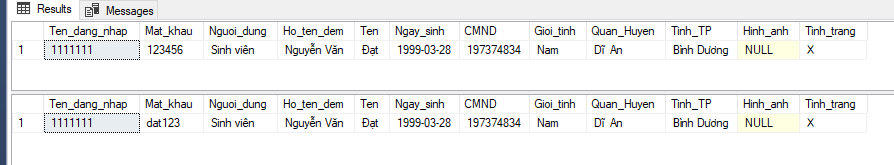 Results Messages
Ten_dang_nhap Mat_khau Nguoi_dung Ho_ten_dem Ten Ngay_sinh CMND Gioi_tinh Quan_Huyen Tinh_TP Hinh_anh Tinh_trang
1 1111111 123456 Sinh viên Nguyễn Văn Đạt 1999-03-28 197374834 Nam Dĩ An Bình Dương NULL X
Ten_dang_nhap Mat_khau Nguoi_dung Ho_ten_dem Ten Ngay_sinh CMND Gioi_tinh Quan_Huyen Tinh_TP Hinh_anh Tinh_trang
1 1111111 dat123 Sinh viên Nguyễn Văn Đạt 1999-03-28 197374834 Nam Dĩ An Bình Dương NULL X